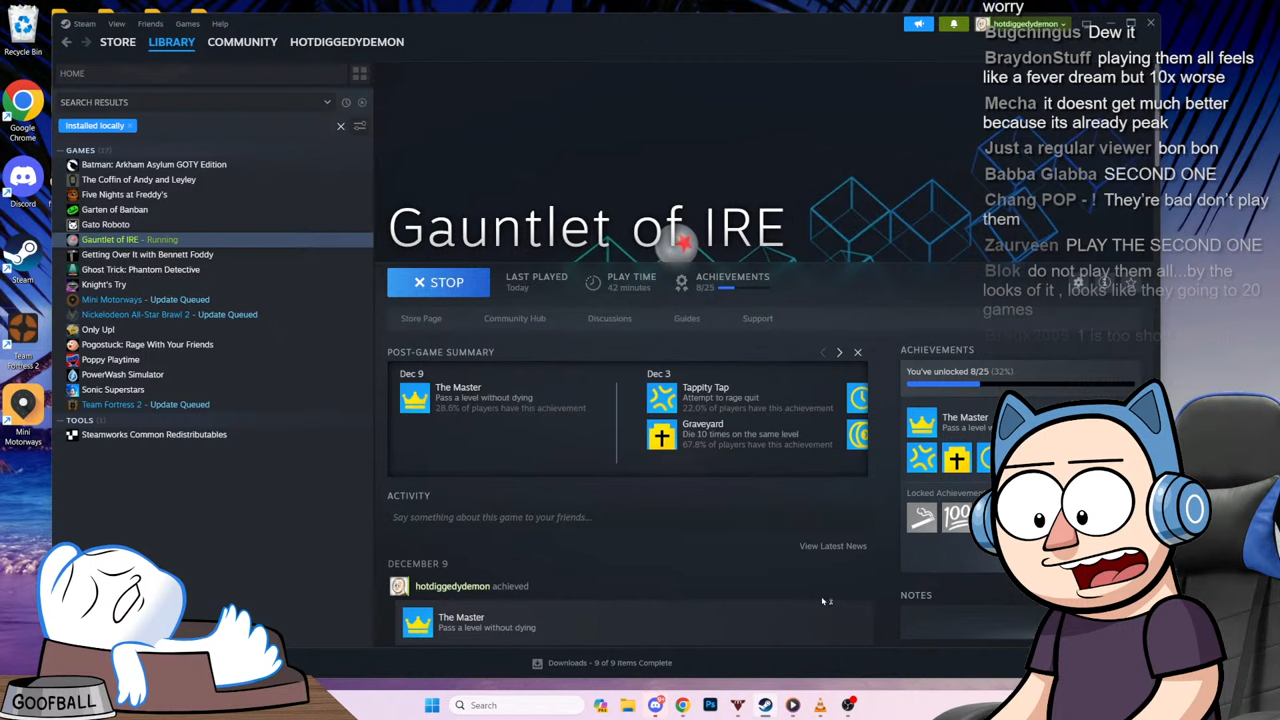 Recycle Bin
Google Chrome
Discord
Steam
Team Fortress 2
Mini Motorways
Steam View Friends Games Help
hotdiggedydemon
STORE LIBRARY COMMUNITY HOTDIGGEDYDEMON
HOME
SEARCH RESULTS
Installed locally
GAMES (17)
Batman: Arkham Asylum GOTY Edition
The Coffin of Andy and Leyley
Five Nights at Freddy's
Garten of Banban
Gato Roboto
Gauntlet of IRE - Running
Getting Over It with Bennett Foddy
Ghost Trick: Phantom Detective
Knight's Try
Mini Motorways - Update Queued
Nickelodeon All-Star Brawl 2 - Update Queued
Only Up!
Pogostuck: Rage With Your Friends
Poppy Playtime
PowerWash Simulator
Sonic Superstars
Team Fortress 2 - Update Queued
TOOLS (1)
Steamworks Common Redistributables
Gauntlet of IRE
STOP
LAST PLAYED
Today
PLAY TIME
42 minutes
ACHIEVEMENTS
8/25
Store Page Community Hub Discussions Guides Support
POST-GAME SUMMARY
Dec 9
The Master
Pass a level without dying
28.6% of players have this achievement
Dec 3
Tappity Tap
Attempt to rage quit
22.0% of players have this achievement
Graveyard
Die 10 times on the same level
67.8% of players have this achievement
ACTIVITY
Say something about this game to your friends...
View Latest News
DECEMBER 9
hotdiggedydemon achieved
The Master
Pass a level without dying
Downloads - 9 of 9 Items Complete
ACHIEVEMENTS
You've unlocked 8/25 (32%)
The Master
Pass a level w
Locked Achievem
100
NOTES
worry
Bugchingus Dew it
BraydonStuff playing them all feels
like a fever dream but 10x worse
Mecha it doesnt get much better
because its already peak
Just a regular viewer bon bon
Babba Glabba SECOND ONE
Chang POP - ! They're bad don't play
them
Zaurveen PLAY THE SECOND ONE
Blok do not play them all...by the
looks of it , looks like they going to 20
games
1 is too sho
GOOFBALL
Search